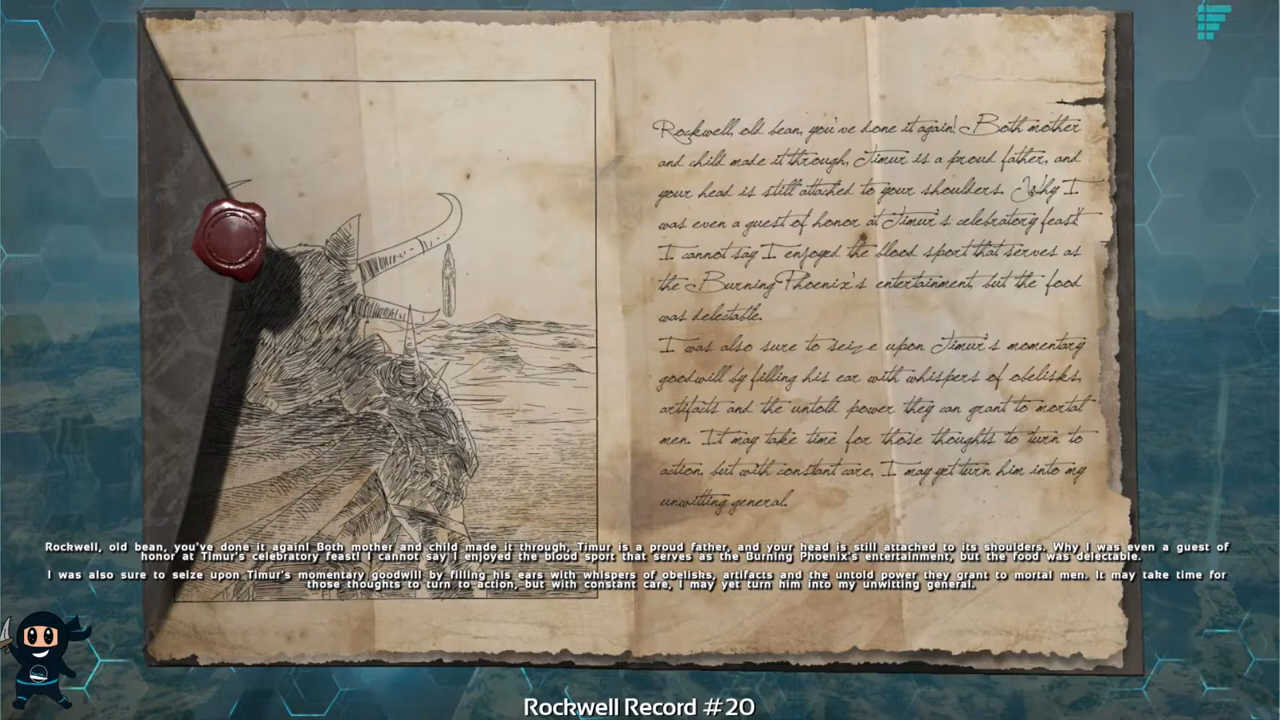 Rockwell, old bean, you've done it again! Both mother
and child made it through, Timur is a proud father, and
your head is still attached to your shoulders. Why I
was even a guest of honor at Timur's celebratory feast!
I cannot say I enjoyed the blood sport that serves as
the Burning Phoenix's entertainment, but the food
was delectable.
I was also sure to seize upon Timur's momentary
goodwill by filling his ear with whispers of obelisks,
artifacts and the untold power they can grant to mortal
men. It may take time for those thoughts to turn to
action, but with constant care, I may yet turn him into my
unwitting general.
Rockwell, old bean, you've done it again! Both mother and child made it through, Timur is a proud father, and your head is still attached to its shoulders. Why I was even a guest of
honor at Timur's celebratory feast! I cannot say I enjoyed the blood sport that serves as the Burning Phoenix's entertainment, but the food was delectable.
I was also sure to seize upon Timur's momentary goodwill by filling his ears with whispers of obelisks, artifacts and the untold power they grant to mortal men. It may take time for
those thoughts to turn to action, but with constant care, I may yet turn him into my unwitting general.
Rockwell Record #20